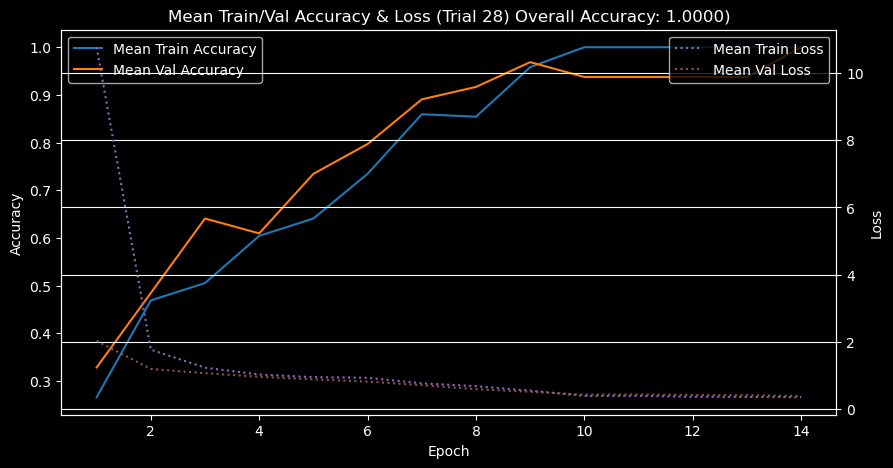 Mean Train/Val Accuracy & Loss (Trial 28) Overall Accuracy: 1.0000)
Mean Train Accuracy
Mean Val Accuracy
Mean Train Loss
Mean Val Loss
1.0
0.9
0.8
0.7
0.6
0.5
0.4
0.3
Accuracy
10
8
6
4
2
0
Loss
2
4
6
8
10
12
14
Epoch